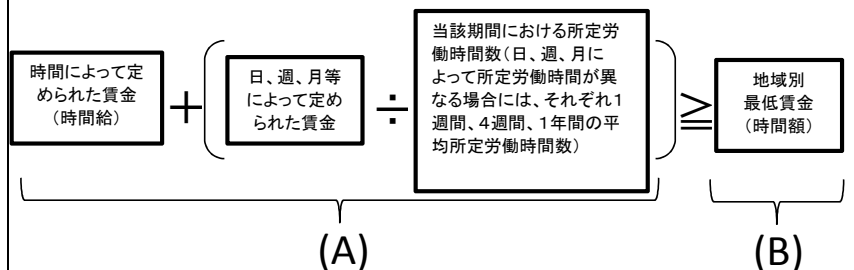 時間によって定
められた賃金
(時間給)
+
日、週、月等
によって定め
られた賃金
÷
当該期間における所定労
働時間数(日、週、月に
よって所定労働時間が異
なる場合には、それぞれ1
週間、4週間、1年間の平
均所定労働時間数)
≧
地域別
最低賃金
(時間額)
(A)
(B)